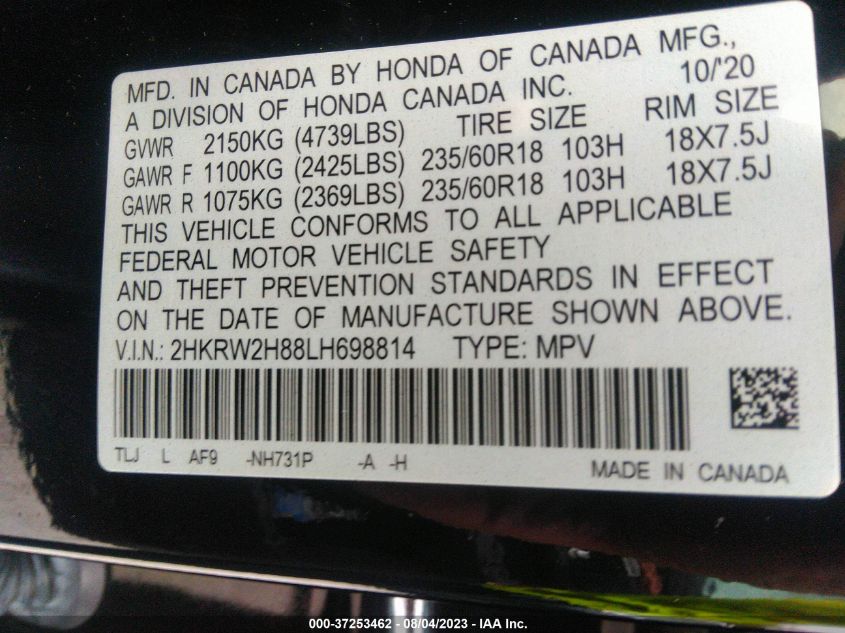 MFD. IN CANADA BY HONDA OF CANADA MFG.,
A DIVISION OF HONDA CANADA INC. 10/'20
GVWR 2150KG (4739LBS) TIRE SIZE RIM SIZE
GAWR F 1100KG (2425LBS) 235/60R18 103H 18X7.5J
GAWR R 1075KG (2369LBS) 235/60R18 103H 18X7.5J
THIS VEHICLE CONFORMS TO ALL APPLICABLE
FEDERAL MOTOR VEHICLE SAFETY
AND THEFT PREVENTION STANDARDS IN EFFECT
ON THE DATE OF MANUFACTURE SHOWN ABOVE.
V.I.N.: 2HKRW2H88LH698814 TYPE: MPV
TLJ L AF9 -NH731P -A -H
MADE IN CANADA
000-37253462 - 08/04/2023 - IAA Inc.